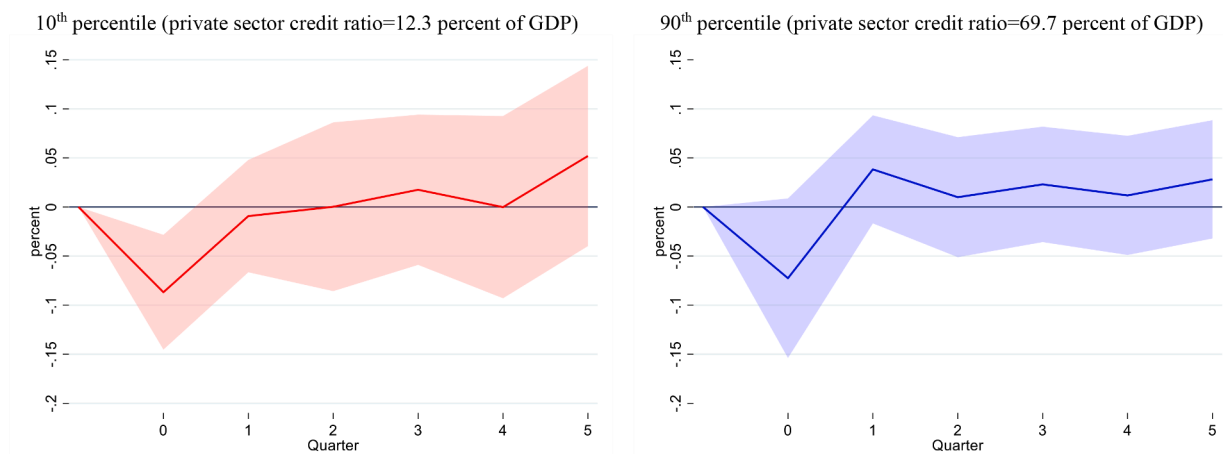 10th percentile (private sector credit ratio=12.3 percent of GDP)
.15
.1
.05
0
-.05
-.1
-.15
-.2
percent
0 1 2 3 4 5
Quarter
90th percentile (private sector credit ratio=69.7 percent of GDP)
.15
.1
.05
0
-.05
-.1
-.15
-.2
percent
0 1 2 3 4 5
Quarter